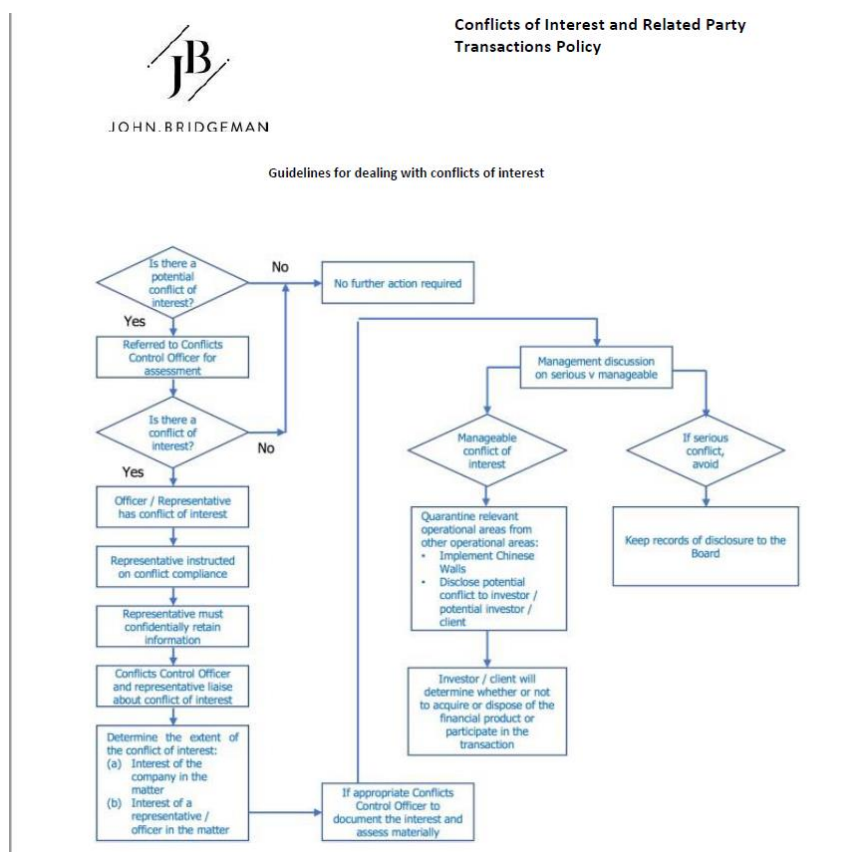 Conflicts of Interest and Related Party
Transactions Policy
JB
JOHN.BRIDGEMAN
Guidelines for dealing with conflicts of interest
Is there a
potential
conflict of
interest?
No
No further action required
Yes
Referred to Conflicts
Control Officer for
assessment
Is there a
conflict of
interest?
No
Yes
Officer / Representative
has conflict of interest
Representative instructed
on conflict compliance
Representative must
confidentially retain
information
Conflicts Control Officer
and representative liaise
about conflict of interest
Determine the extent of
the conflict of interest:
(a) Interest of the
company in the
matter
(b) Interest of a
representative /
officer in the matter
If appropriate Conflicts
Control Officer to
document the interest and
assess materially
Management discussion
on serious v manageable
Manageable
conflict of
interest
Quarantine relevant
operational areas from
other operational areas:
• Implement Chinese
Walls
• Disclose potential
conflict to investor /
potential investor /
client
Investor / client will
determine whether or not
to acquire or dispose of the
financial product or
participate in the
transaction
If serious
conflict,
avoid
Keep records of disclosure to the
Board